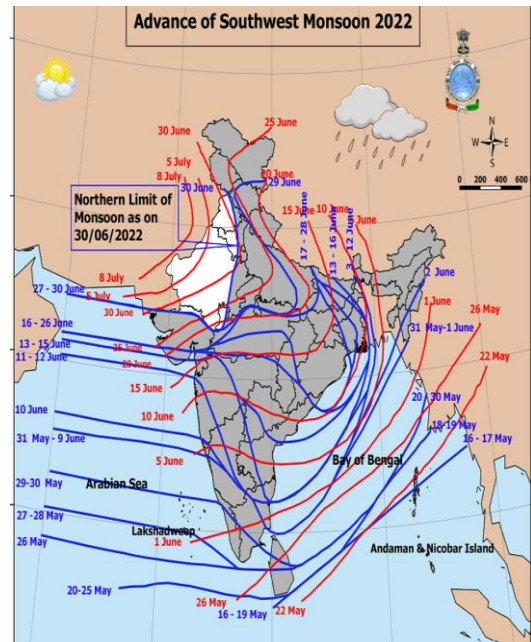 Advance of Southwest Monsoon 2022
N
W E
S
0 200 400 600
25 June
30 June
5 July
8 July
30 June
20 June
29 June
Northern Limit of
Monsoon as on
30/06/2022
15 June
10 June
17 - 28 June
13 - 16 June
3 - 12 June
2 June
8 July
27 - 30 June
5 July
30 June
1 June
26 May
16 - 26 June
13 - 15 June
11 - 12 June
25 June
20 June
31 May-1 June
22 May
15 June
10 June
10 June
20 - 30 May
31 May - 9 June
18-19 May
5 June
16 - 17 May
Bay of Bengal
29-30 May
Arabian Sea
27 -28 May
Lakshadweep
26 May
1 June
Andaman & Nicobar Island
20-25 May
26 May
22 May
16 - 19 May